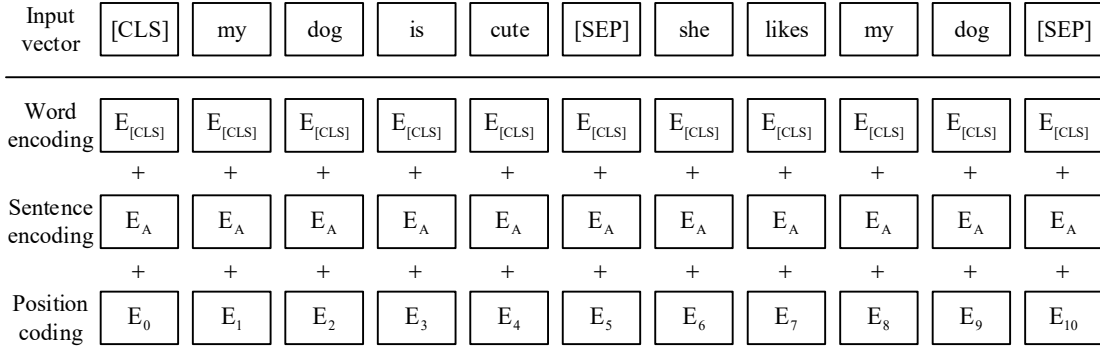 Input vector [CLS] my dog is cute [SEP] she likes my dog [SEP]
Word encoding E[CLS] E[CLS] E[CLS] E[CLS] E[CLS] E[CLS] E[CLS] E[CLS] E[CLS] E[CLS] E[CLS]
+ + + + + + + + + + +
Sentence encoding EA EA EA EA EA EA EA EA EA EA EA
+ + + + + + + + + + +
Position coding E0 E1 E2 E3 E4 E5 E6 E7 E8 E9 E10